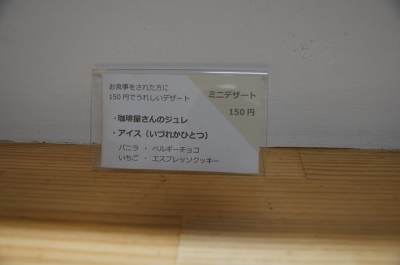 お食事をされた方に
150円でうれしいデザート
ミニデザート
150円
・珈琲屋さんのジュレ
・アイス（いづれかひとつ）
バニラ ・ ベルギーチョコ
いちご ・ エスプレッソクッキー